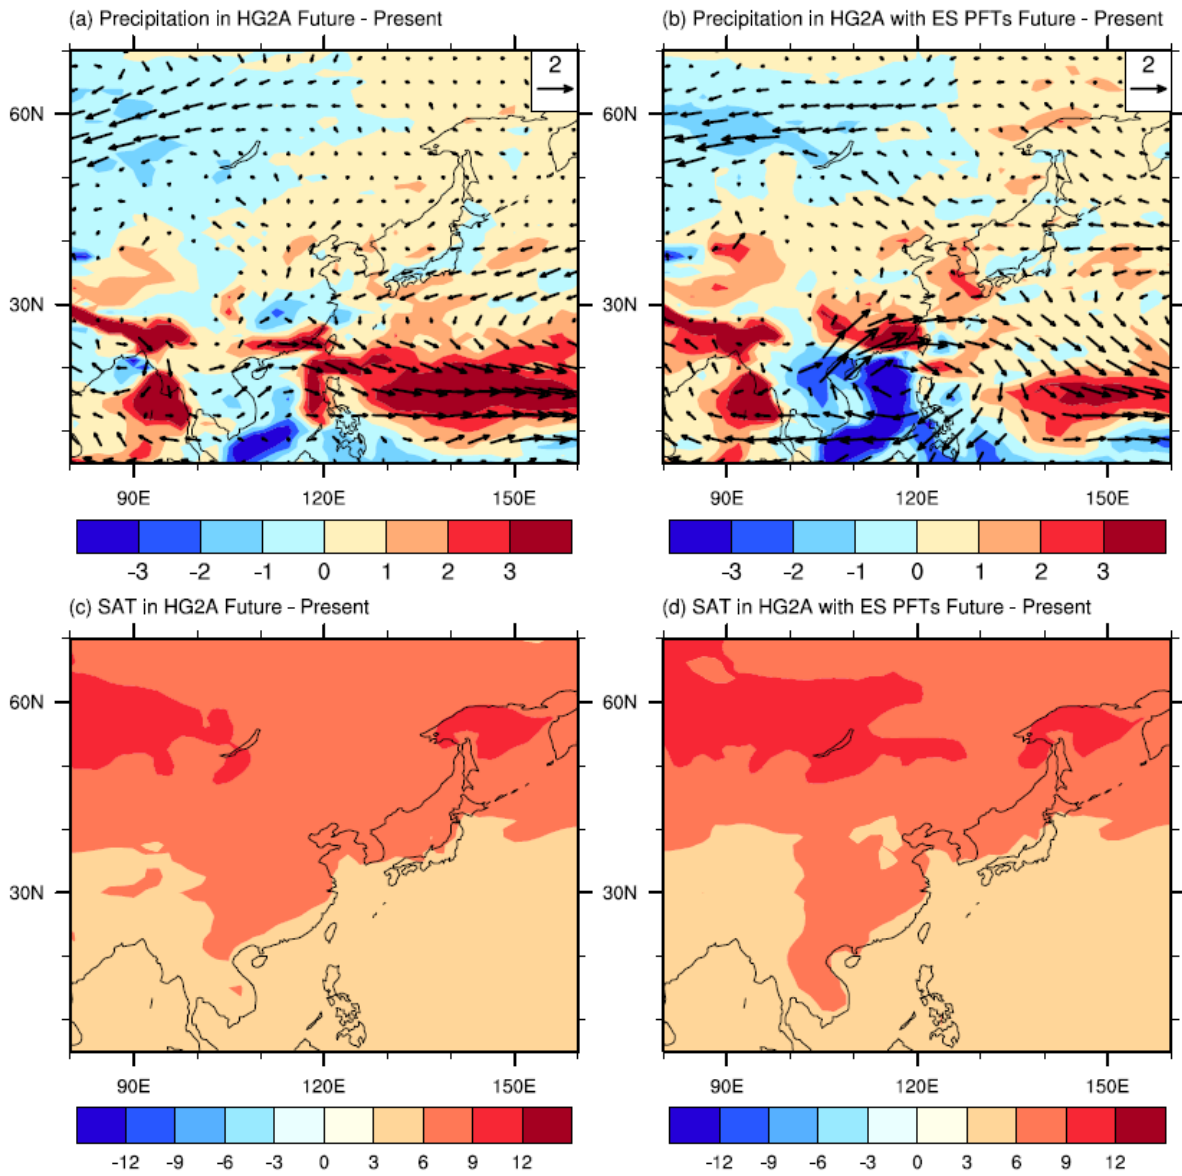 (a) Precipitation in HG2A Future - Present
(b) Precipitation in HG2A with ES PFTs Future - Present
2
2
60N
60N
30N
30N
90E 120E 150E
90E 120E 150E
-3 -2 -1 0 1 2 3
-3 -2 -1 0 1 2 3
(c) SAT in HG2A Future - Present
(d) SAT in HG2A with ES PFTs Future - Present
60N
60N
30N
30N
90E 120E 150E
90E 120E 150E
-12 -9 -6 -3 0 3 6 9 12
-12 -9 -6 -3 0 3 6 9 12